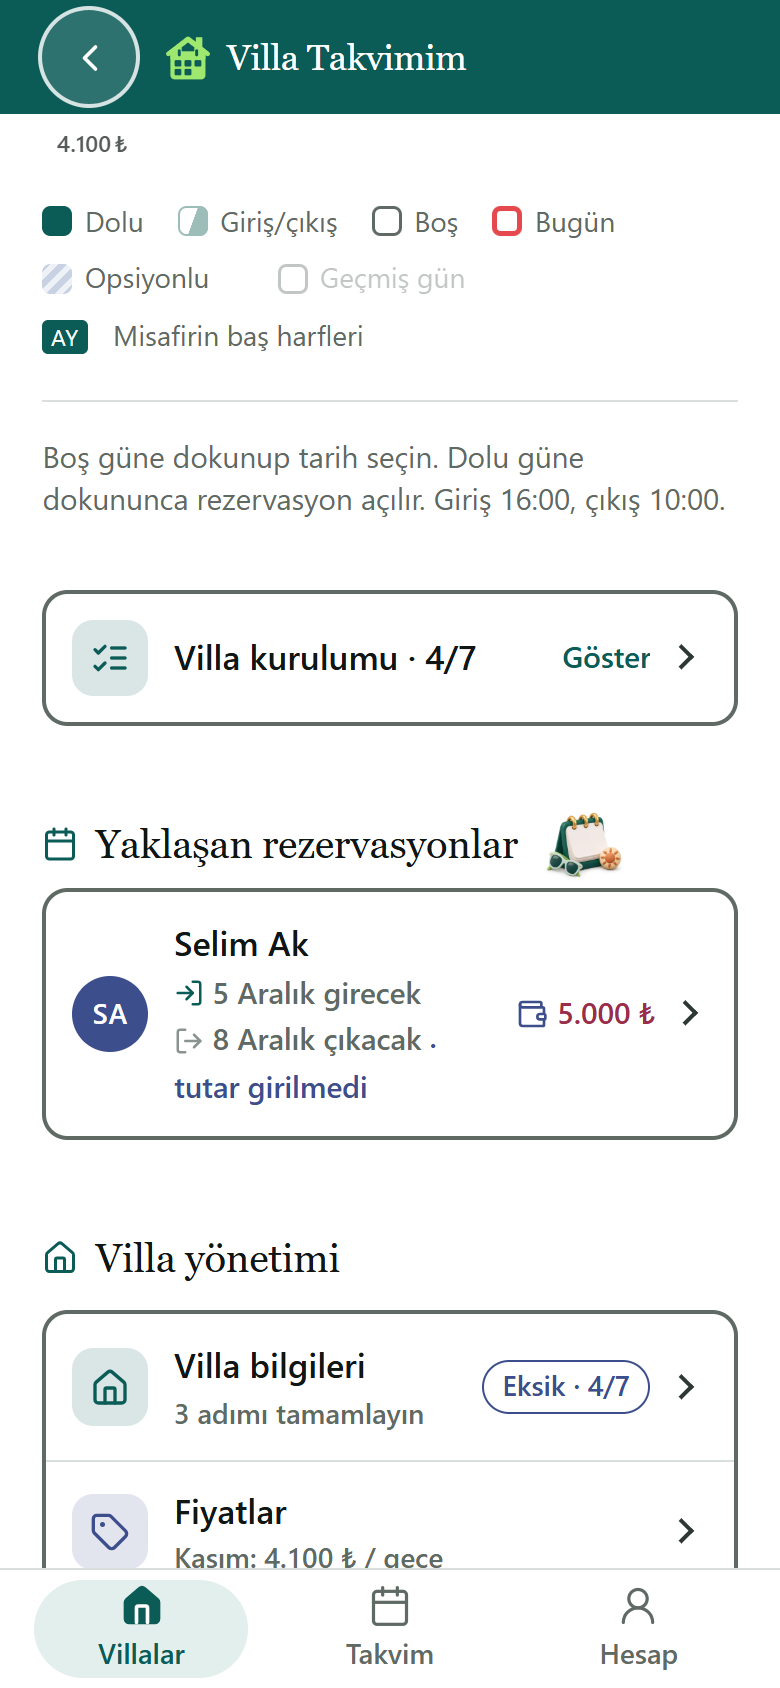 Villa Takvimim
4.100 ₺
Dolu
Giriş/çıkış
Boş
Bugün
Opsiyonlu
Geçmiş gün
AY
Misafirin baş harfleri
Boş güne dokunup tarih seçin. Dolu güne
dokununca rezervasyon açılır. Giriş 16:00, çıkış 10:00.
Villa kurulumu · 4/7
Göster
Yaklaşan rezervasyonlar
SA
Selim Ak
5 Aralık girecek
8 Aralık çıkacak ·
tutar girilmedi
5.000 ₺
Villa yönetimi
Villa bilgileri
3 adımı tamamlayın
Eksik · 4/7
Fiyatlar
Kasım: 4.100 ₺ / gece
Villalar
Takvim
Hesap